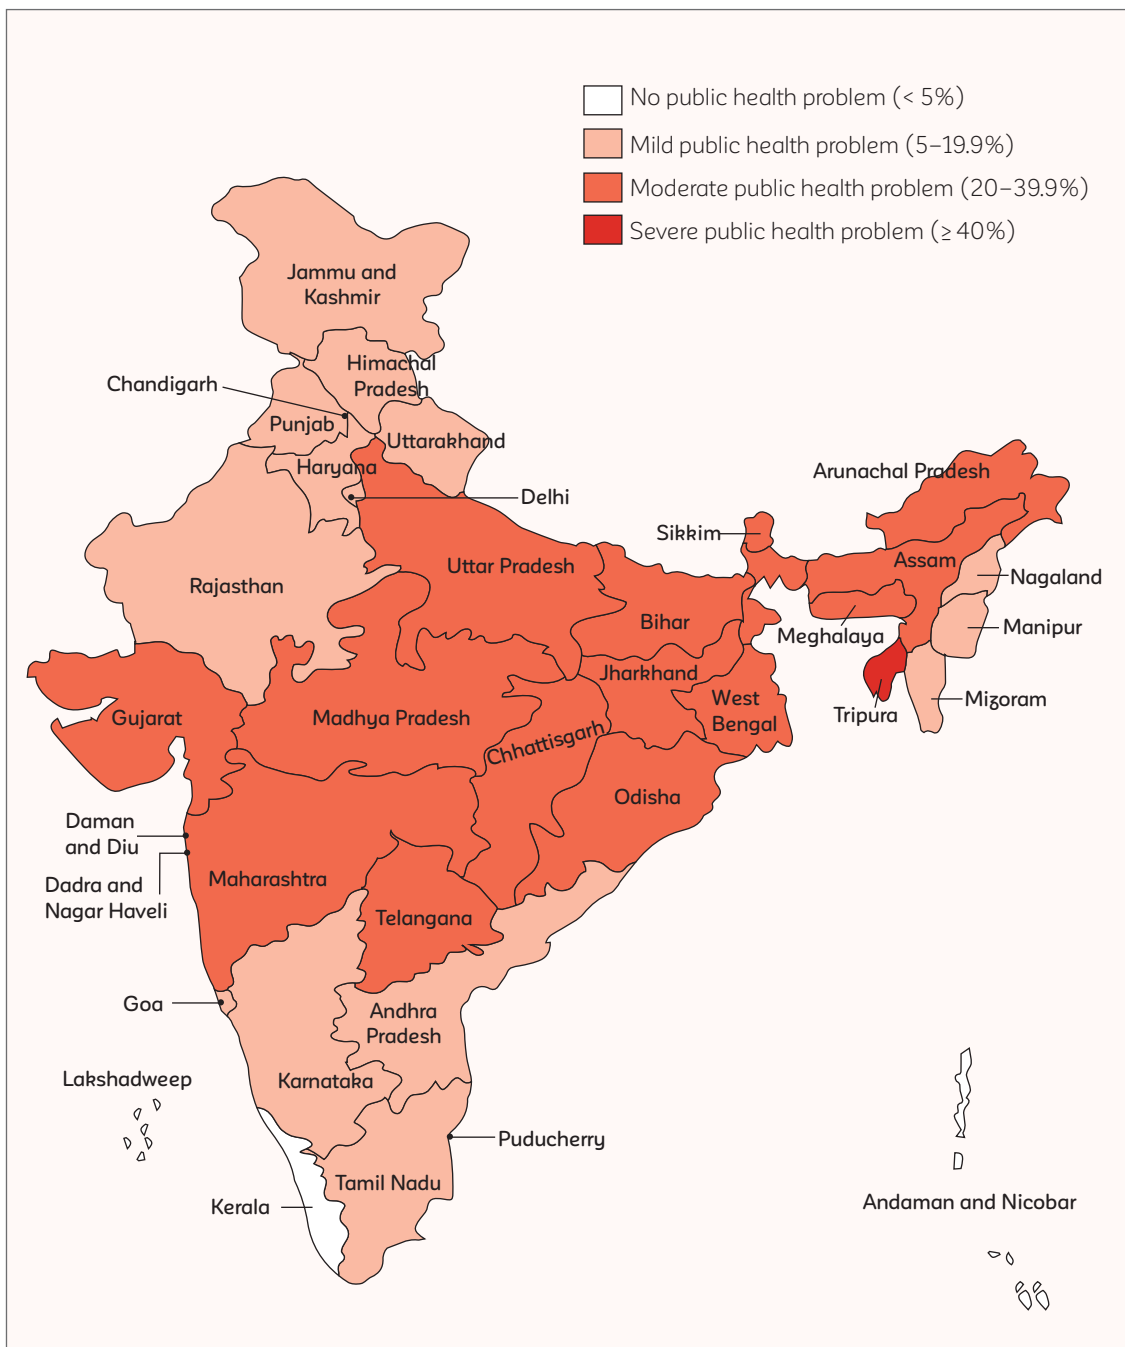 No public health problem (< 5%)
Mild public health problem (5–19.9%)
Moderate public health problem (20–39.9%)
Severe public health problem (≥ 40%)
Jammu and
Kashmir
Himachal
Pradesh
Chandigarh
Punjab
Uttarakhand
Haryana
Delhi
Arunachal Pradesh
Sikkim
Assam
Uttar Pradesh
Rajasthan
Nagaland
Bihar
Meghalaya
Manipur
Jharkhand
Mizoram
West
Bengal
Tripura
Gujarat
Madhya Pradesh
Chhattisgarh
Odisha
Daman
and Diu
Dadra and
Nagar Haveli
Maharashtra
Telangana
Goa
Andhra
Pradesh
Lakshadweep
Karnataka
Puducherry
Tamil Nadu
Kerala
Andaman and Nicobar